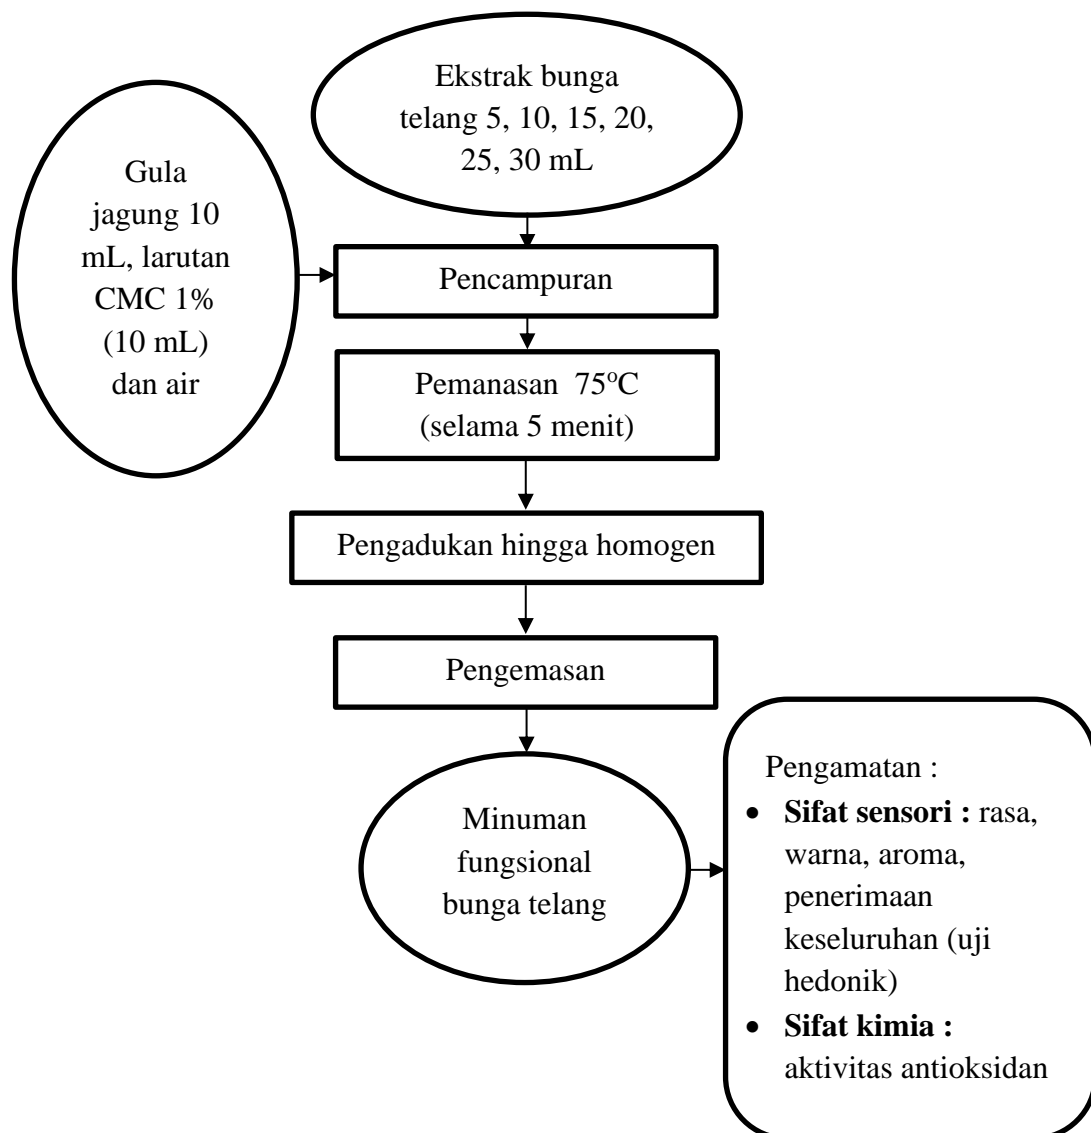 Ekstrak bunga
telang 5, 10, 15, 20,
25, 30 mL
Gula
jagung 10
mL, larutan
CMC 1%
(10 mL)
dan air
Pencampuran
Pemanasan 75°C
(selama 5 menit)
Pengadukan hingga homogen
Pengemasan
Minuman
fungsional
bunga telang
Pengamatan :
• Sifat sensori : rasa,
warna, aroma,
penerimaan
keseluruhan (uji
hedonik)
• Sifat kimia :
aktivitas antioksidan